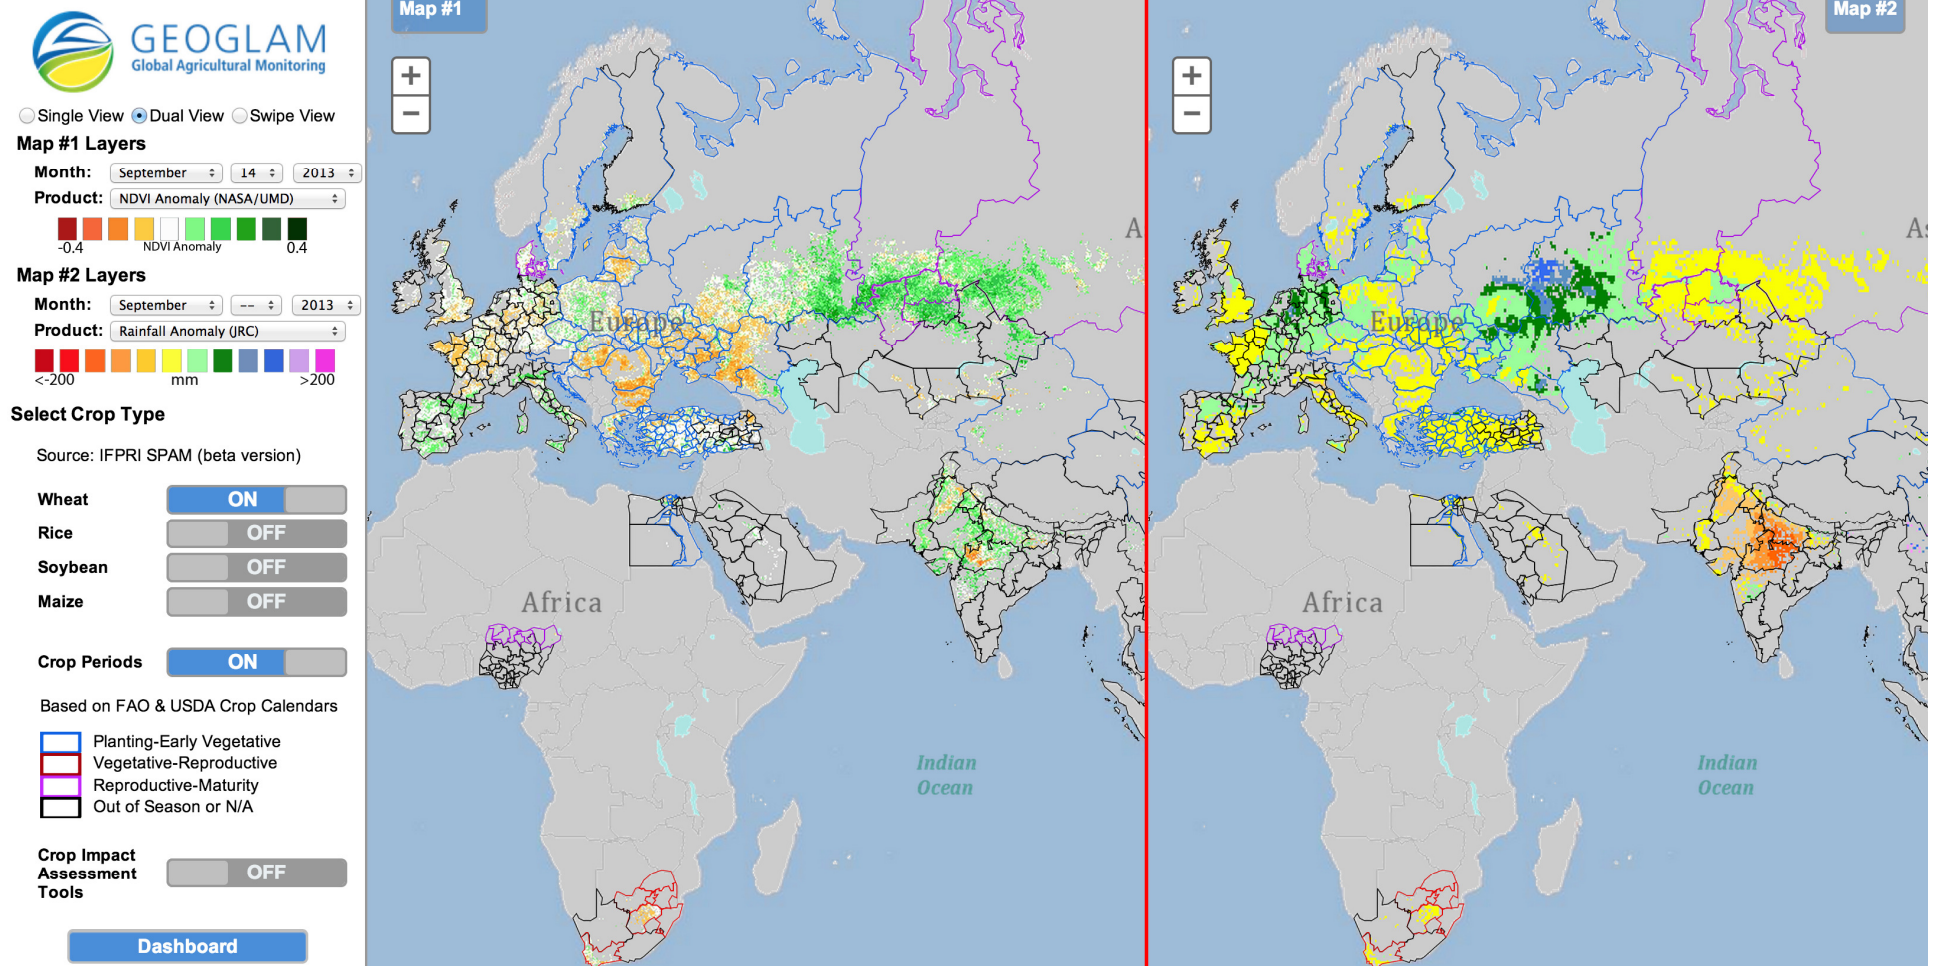 GEOGLAM
Global Agricultural Monitoring
Single View Dual View Swipe View
Map #1 Layers
Month: September 14 2013
Product: NDVI Anomaly (NASA/UMD)
-0.4 NDVI Anomaly 0.4
Map #2 Layers
Month: September -- 2013
Product: Rainfall Anomaly (JRC)
<-200 mm >200
Select Crop Type
Source: IFPRI SPAM (beta version)
Wheat ON
Rice OFF
Soybean OFF
Maize OFF
Crop Periods ON
Based on FAO & USDA Crop Calendars
Planting-Early Vegetative
Vegetative-Reproductive
Reproductive-Maturity
Out of Season or N/A
Crop Impact
Assessment OFF
Tools
Dashboard
Map #1
+
−
A
Europe
Africa
Indian
Ocean
Map #2
+
−
As
Europe
Africa
Indian
Ocean